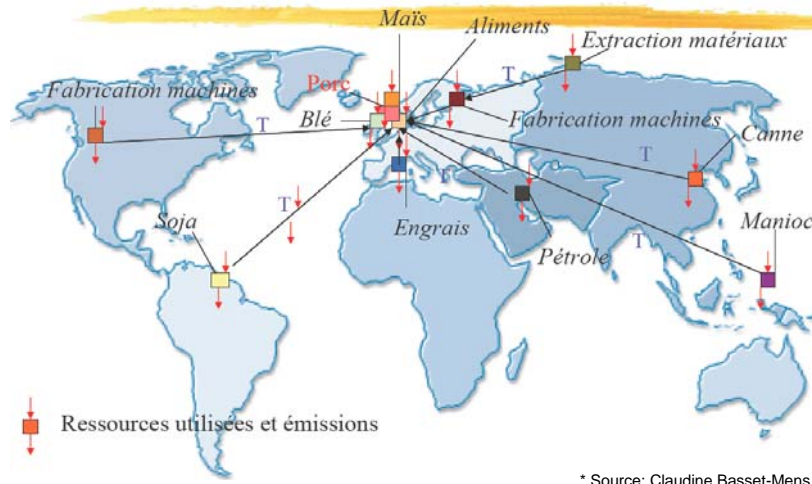 Maïs
Aliments
Extraction matériaux
T
Fabrication machines
Porc
Blé
Fabrication machines
T
Canne
T
Soja
T
T
Engrais
Pétrole
T
Manioc
Ressources utilisées et émissions
* Source: Claudine Basset-Mens